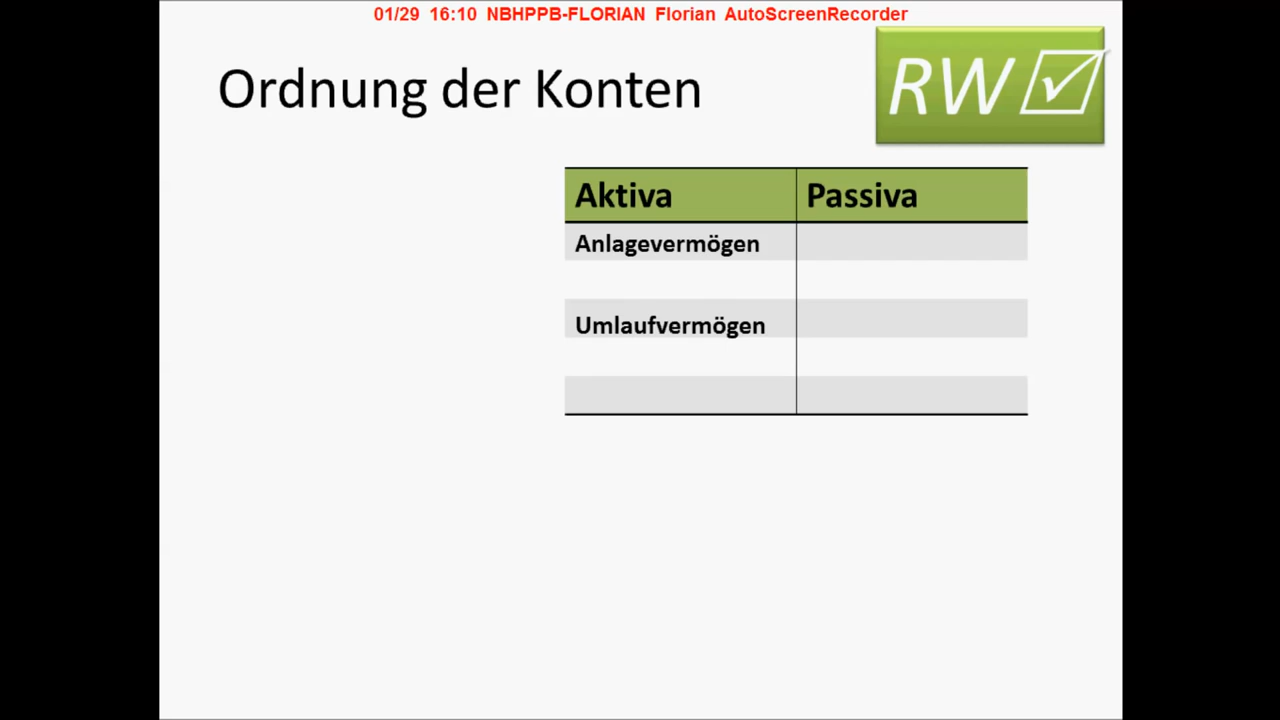 01/29 16:10 NBHPPB-FLORIAN Florian AutoScreenRecorder
Ordnung der Konten
RW
Aktiva Passiva
Anlagevermögen
Umlaufvermögen